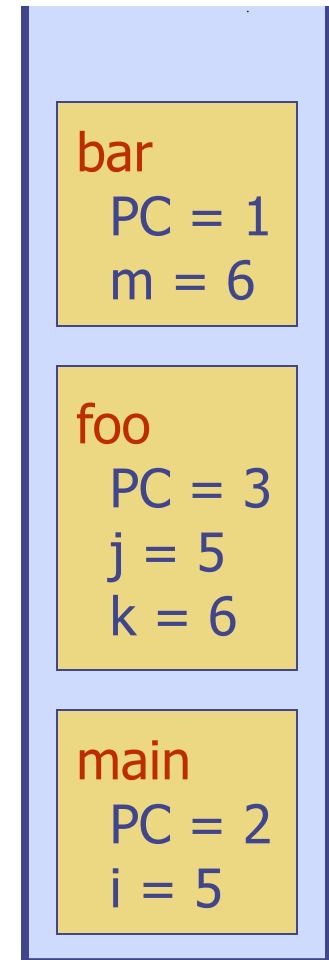 bar
PC = 1
m = 6
foo
PC = 3
j = 5
k = 6
main
PC = 2
i = 5